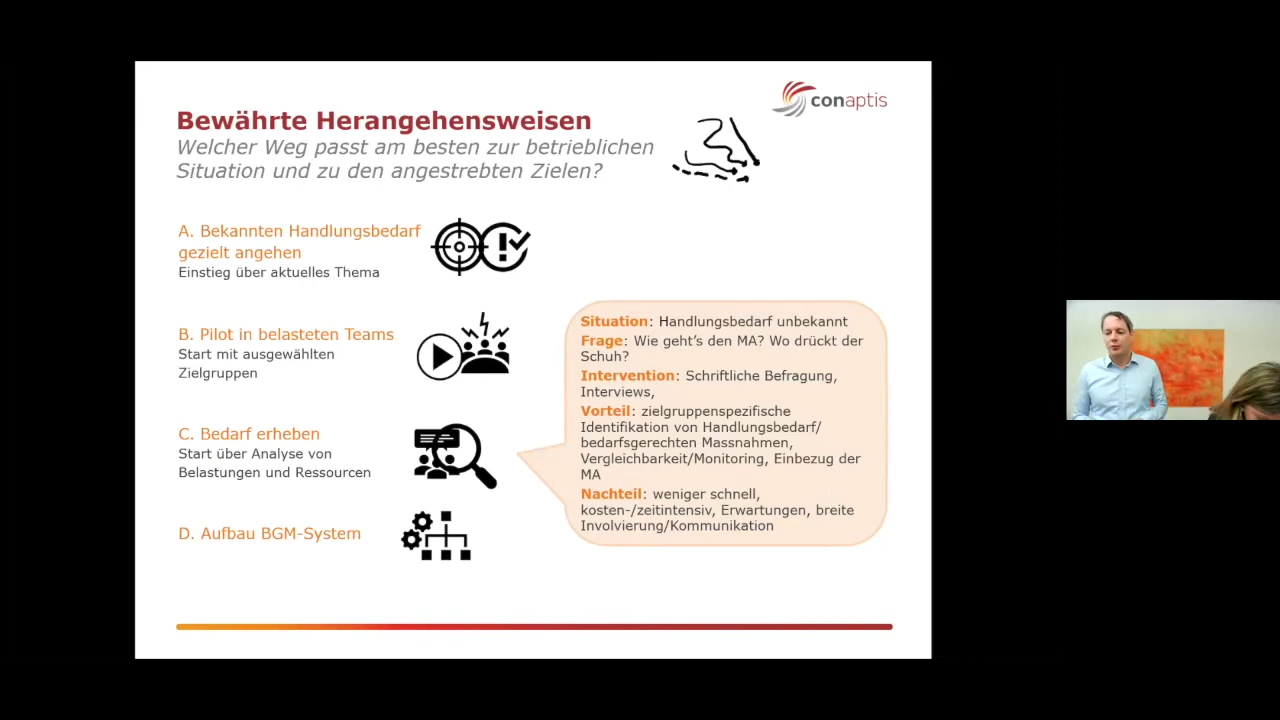 conaptis
Bewährte Herangehensweisen
Welcher Weg passt am besten zur betrieblichen
Situation und zu den angestrebten Zielen?
A. Bekannten Handlungsbedarf
gezielt angehen
Einstieg über aktuelles Thema
B. Pilot in belasteten Teams
Start mit ausgewählten
Zielgruppen
C. Bedarf erheben
Start über Analyse von
Belastungen und Ressourcen
D. Aufbau BGM-System
Situation: Handlungsbedarf unbekannt
Frage: Wie geht’s den MA? Wo drückt der
Schuh?
Intervention: Schriftliche Befragung,
Interviews,
Vorteil: zielgruppenspezifische
Identifikation von Handlungsbedarf/
bedarfsgerechten Massnahmen,
Vergleichbarkeit/Monitoring, Einbezug der
MA
Nachteil: weniger schnell,
kosten-/zeitintensiv, Erwartungen, breite
Involvierung/Kommunikation